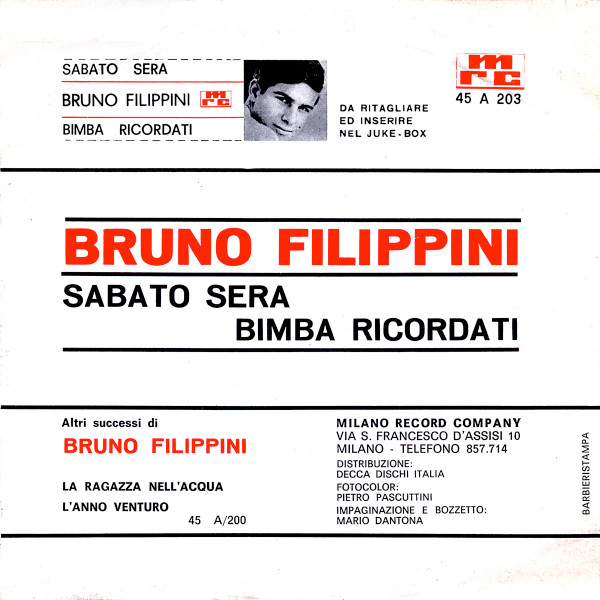 SABATO SERA
BRUNO FILIPPINI mrc
BIMBA RICORDATI
DA RITAGLIARE
ED INSERIRE
NEL JUKE-BOX
mrc
45 A 203
BRUNO FILIPPINI
SABATO SERA
BIMBA RICORDATI
Altri successi di
BRUNO FILIPPINI
LA RAGAZZA NELL'ACQUA
L'ANNO VENTURO
45 A/200
MILANO RECORD COMPANY
VIA S. FRANCESCO D'ASSISI 10
MILANO - TELEFONO 857.714
DISTRIBUZIONE:
DECCA DISCHI ITALIA
FOTOCOLOR:
PIETRO PASCUTTINI
IMPAGINAZIONE E BOZZETTO:
MARIO DANTONA
BARBIERISTAMPA